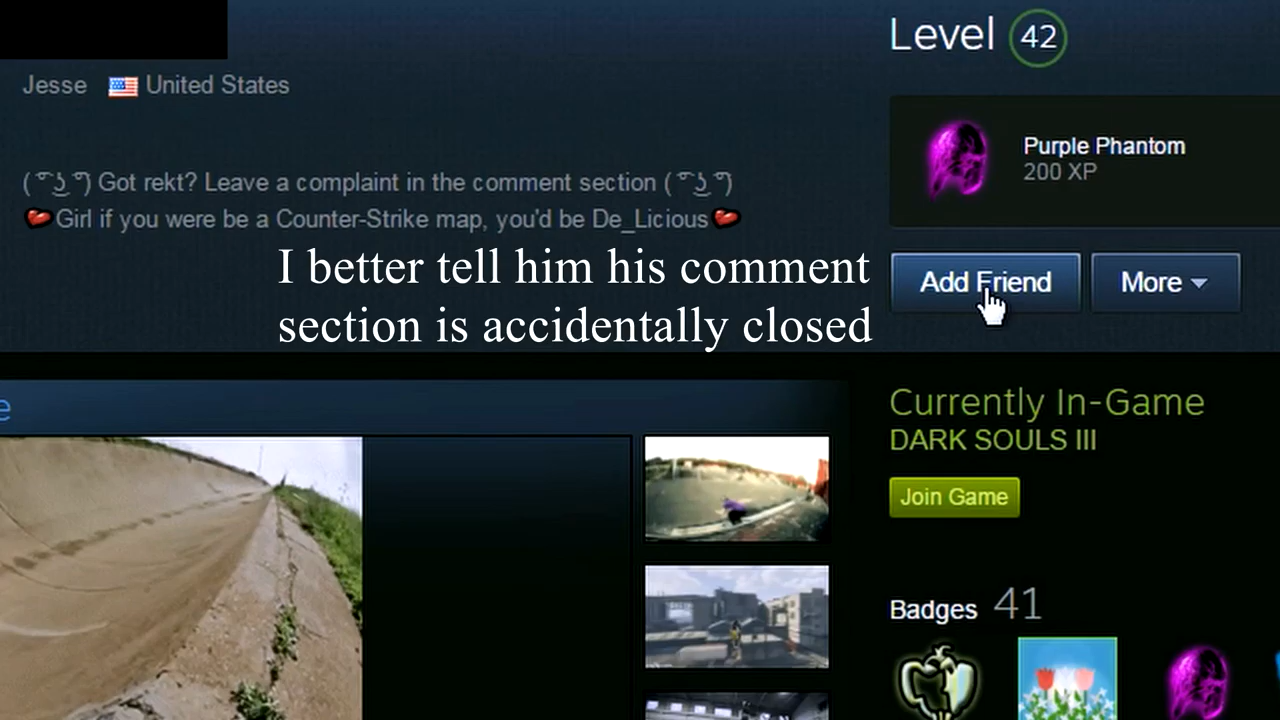 Level 42
Jesse United States
Purple Phantom
200 XP
( ͡° ͜ʖ ͡°) Got rekt? Leave a complaint in the comment section ( ͡° ͜ʖ ͡°)
❤Girl if you were be a Counter-Strike map, you'd be De_Licious❤
I better tell him his comment
section is accidentally closed
Add Friend
More
e
Currently In-Game
DARK SOULS III
Join Game
Badges 41